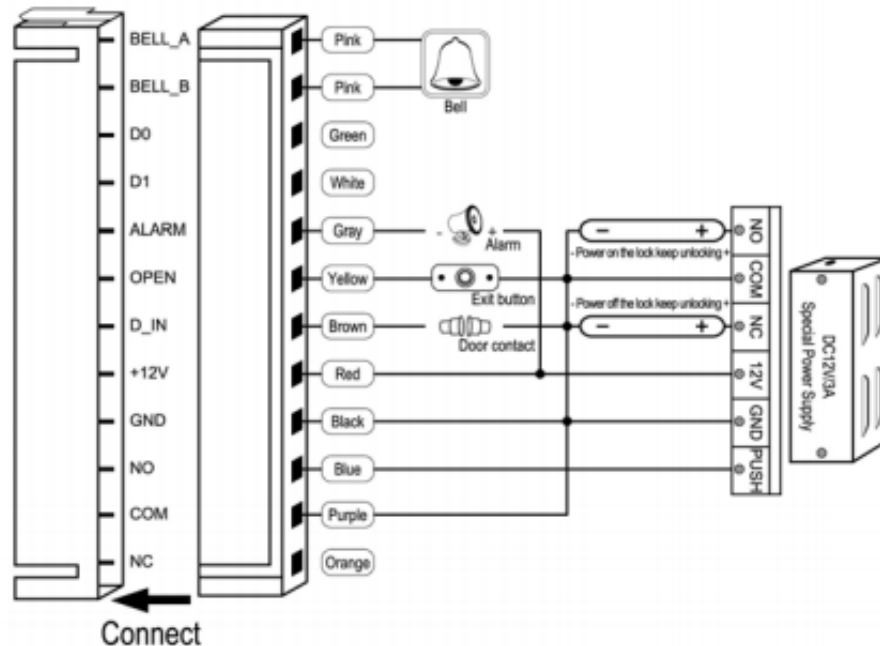 BELL_A
Pink
BELL_B
Pink
Bell
D0
Green
D1
White
ALARM
Gray
- +
Alarm
- +
NO
- Power on the lock keep unlocking +
OPEN
Yellow
Exit button
COM
- Power off the lock keep unlocking +
D_IN
Brown
Door contact
- +
NC
+12V
Red
12V
GND
Black
GND
NO
Blue
PUSH
COM
Purple
NC
Orange
DC12V/3A
Special Power Supply
Connect